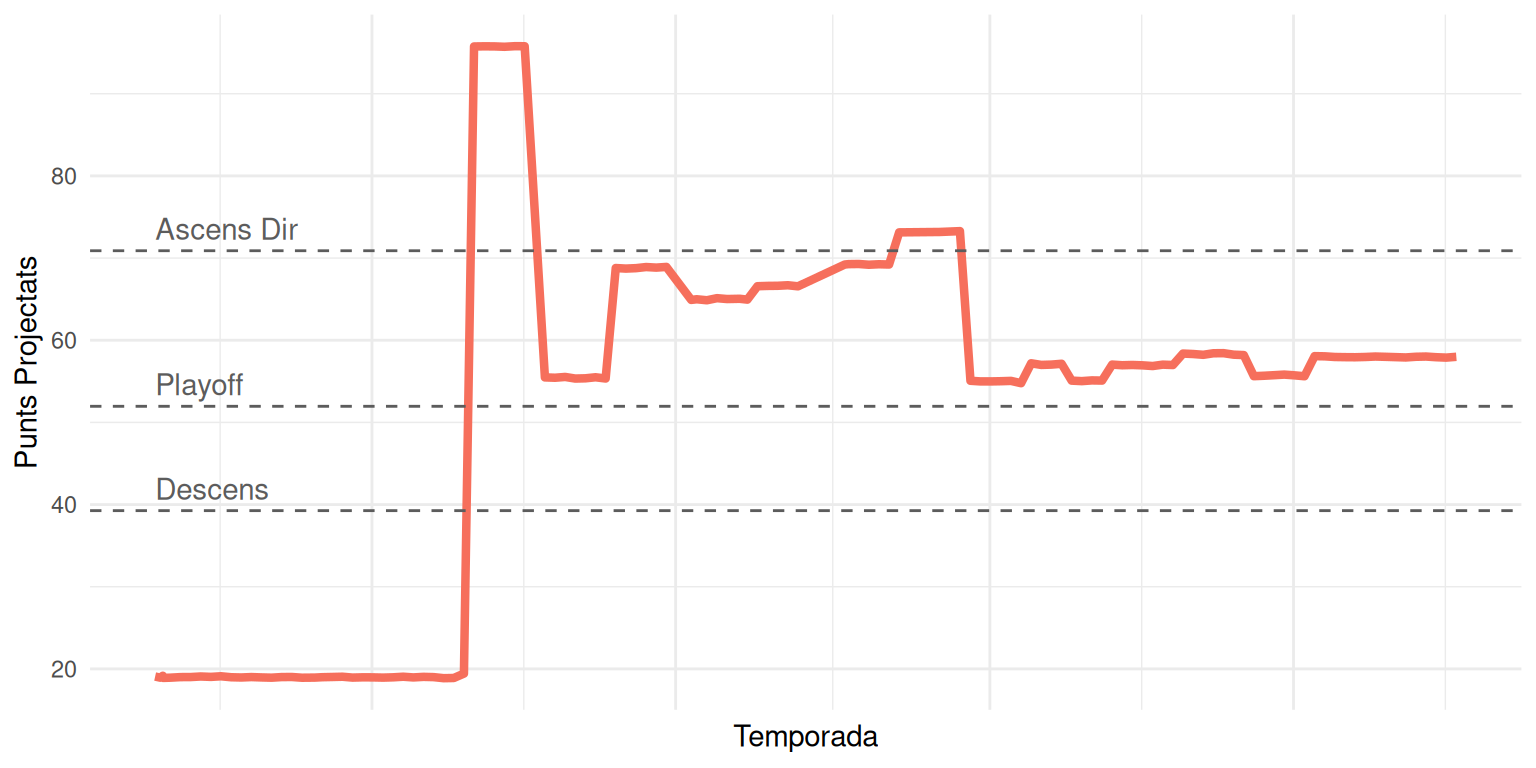 80
Ascens Dir
60
Playoff
Punts Projectats
Descens
40
20
Temporada